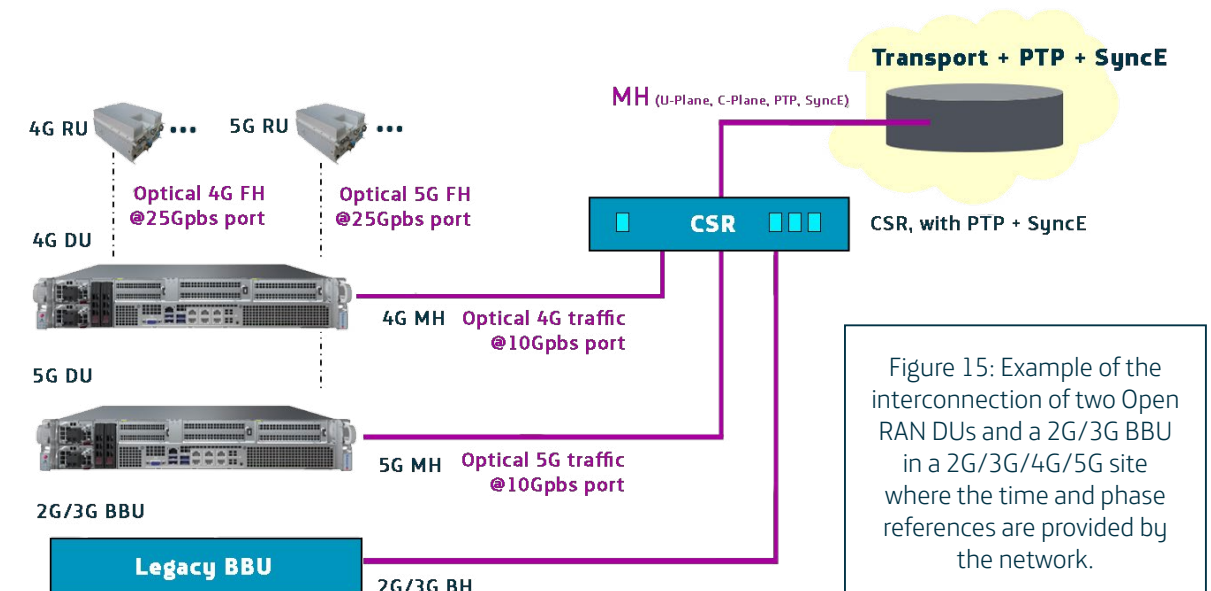 Transport + PTP + SyncE
MH (U-Plane, C-Plane, PTP, SyncE)
4G RU
...
5G RU
...
Optical 4G FH
@25Gpbs port
Optical 5G FH
@25Gpbs port
CSR
CSR, with PTP + SyncE
4G DU
4G MH
Optical 4G traffic
@10Gpbs port
5G DU
5G MH
Optical 5G traffic
@10Gpbs port
2G/3G BBU
Legacy BBU
2G/3G BH
Figure 15: Example of the
interconnection of two Open
RAN DUs and a 2G/3G BBU
in a 2G/3G/4G/5G site
where the time and phase
references are provided by
the network.